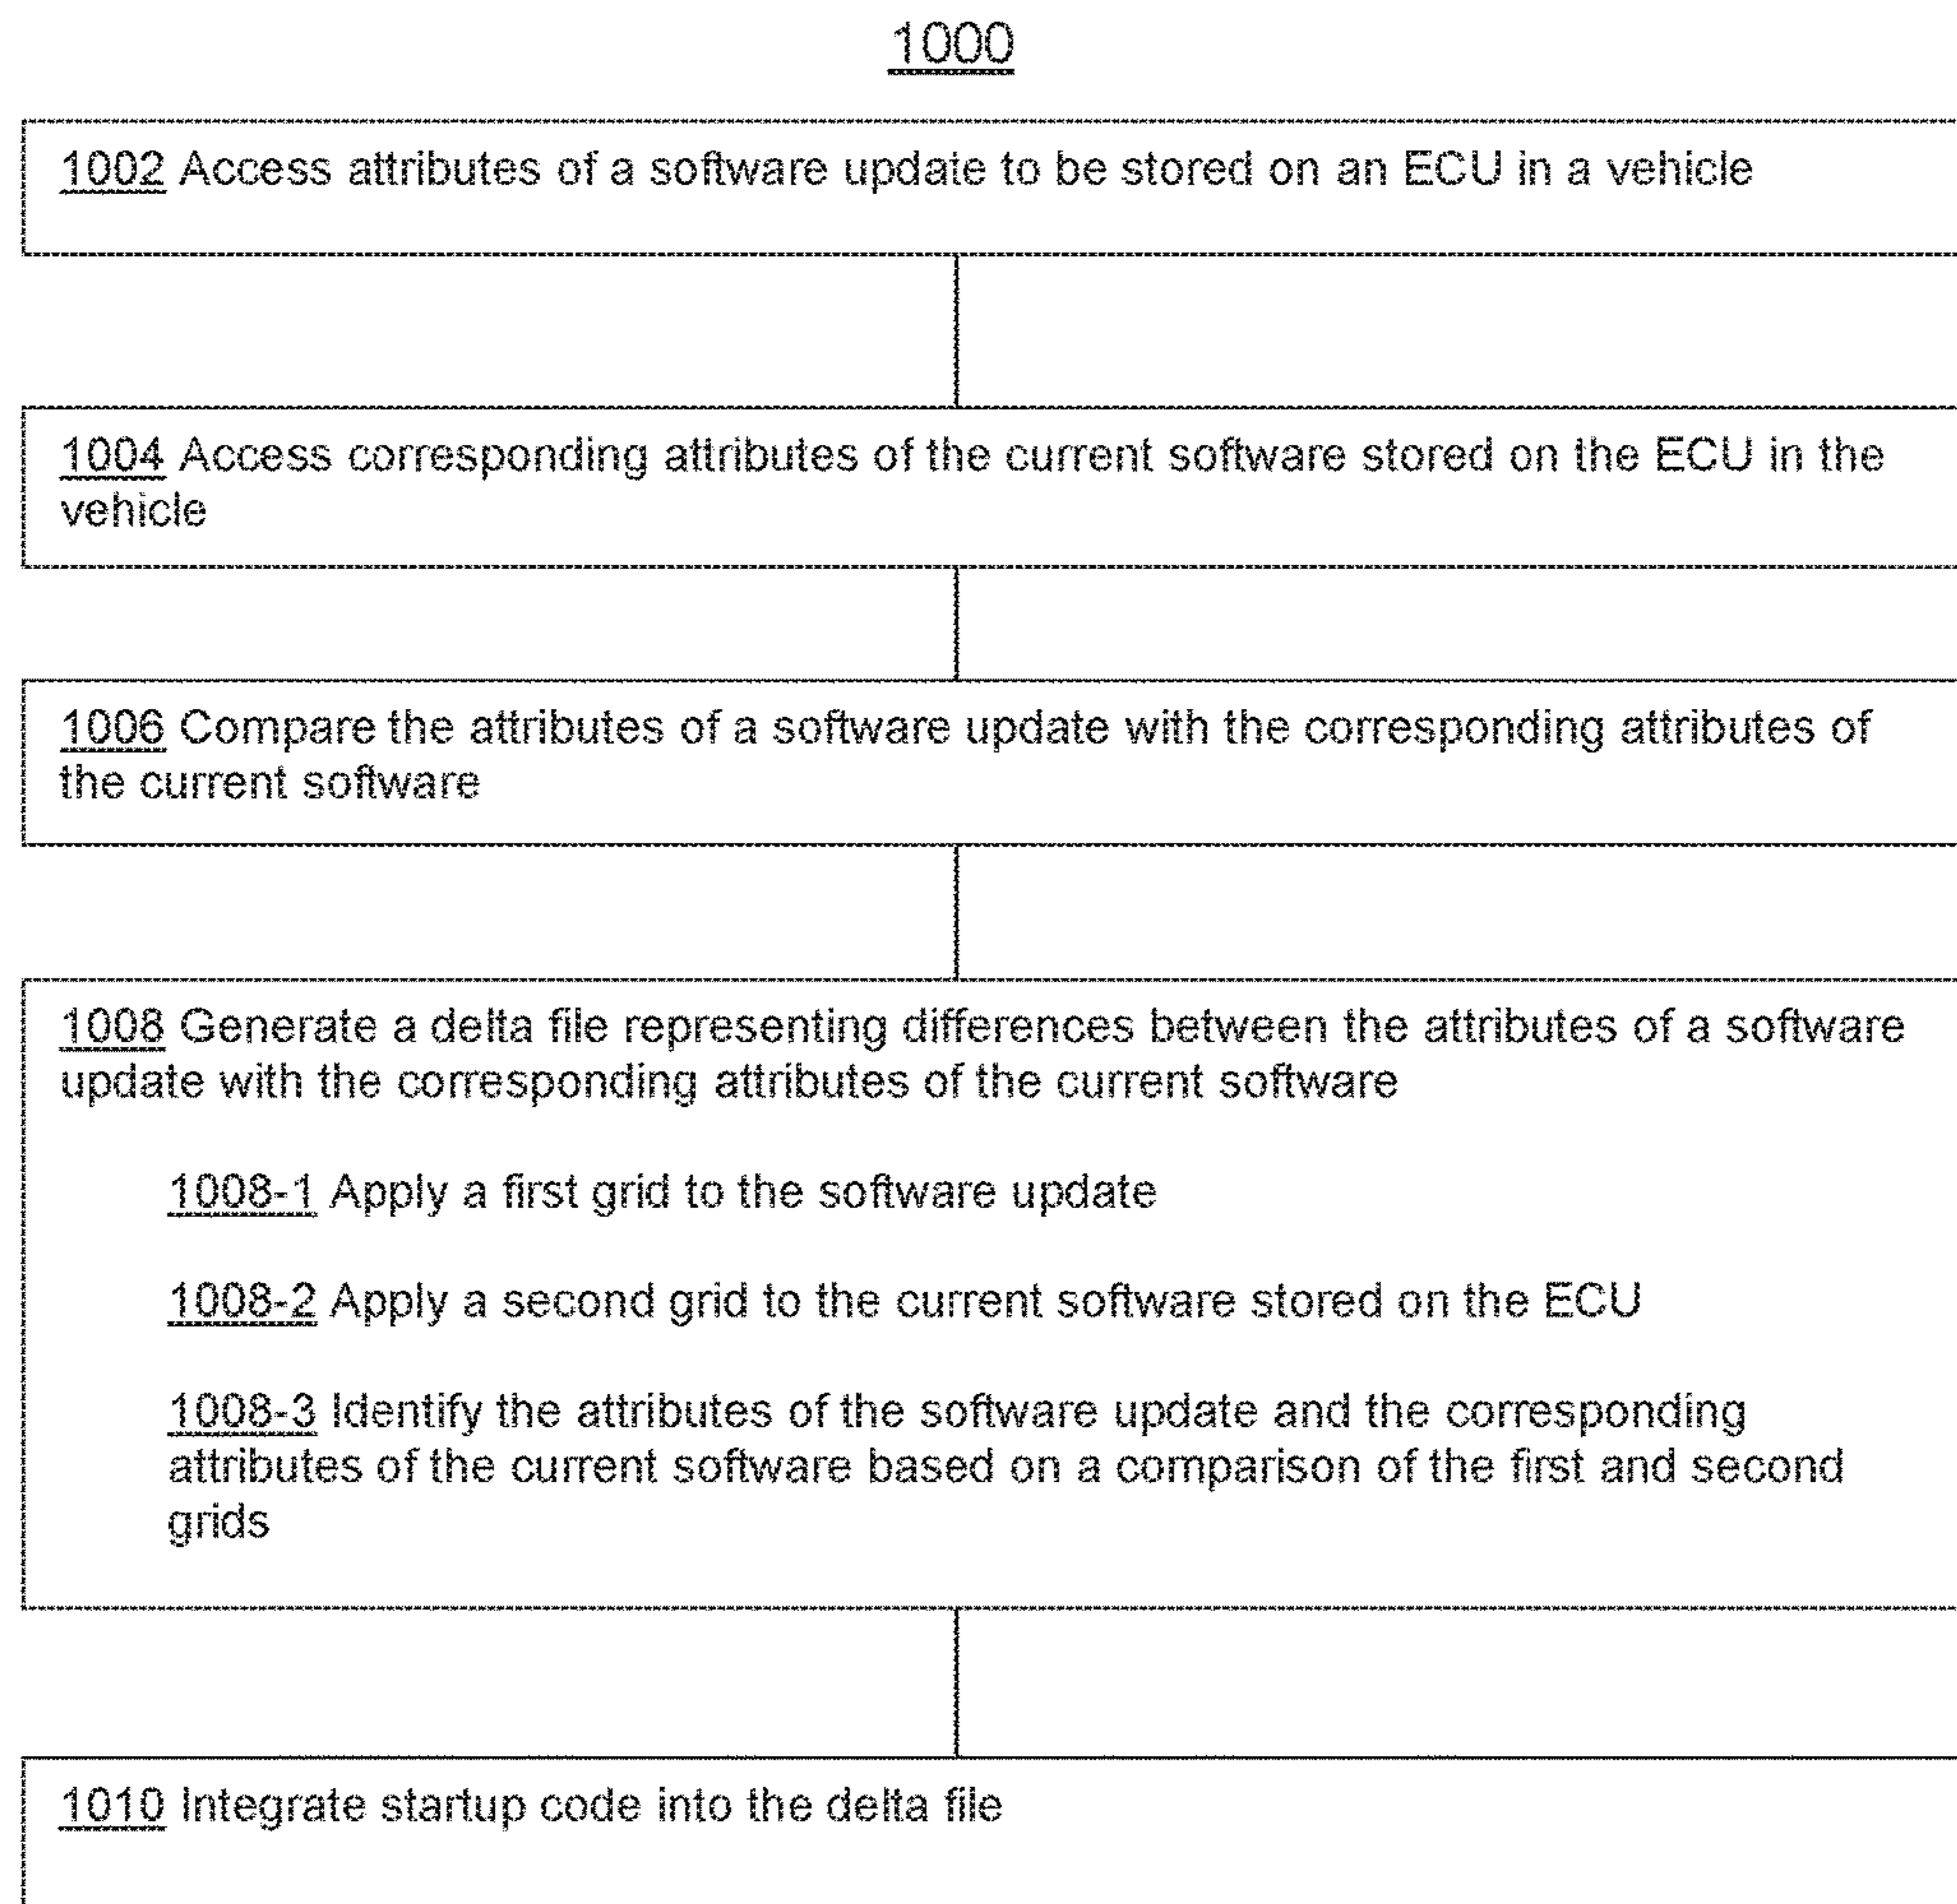 1000
1002 Access attributes of a software update to be stored on an ECU in a vehicle
1004 Access corresponding attributes of the current software stored on the ECU in the
vehicle
1006 Compare the attributes of a software update with the corresponding attributes of
the current software
1008 Generate a delta file representing differences between the attributes of a software
update with the corresponding attributes of the current software
1008-1 Apply a first grid to the software update
1008-2 Apply a second grid to the current software stored on the ECU
1008-3 Identify the attributes of the software update and the corresponding
attributes of the current software based on a comparison of the first and second
grids
1010 Integrate startup code into the delta file